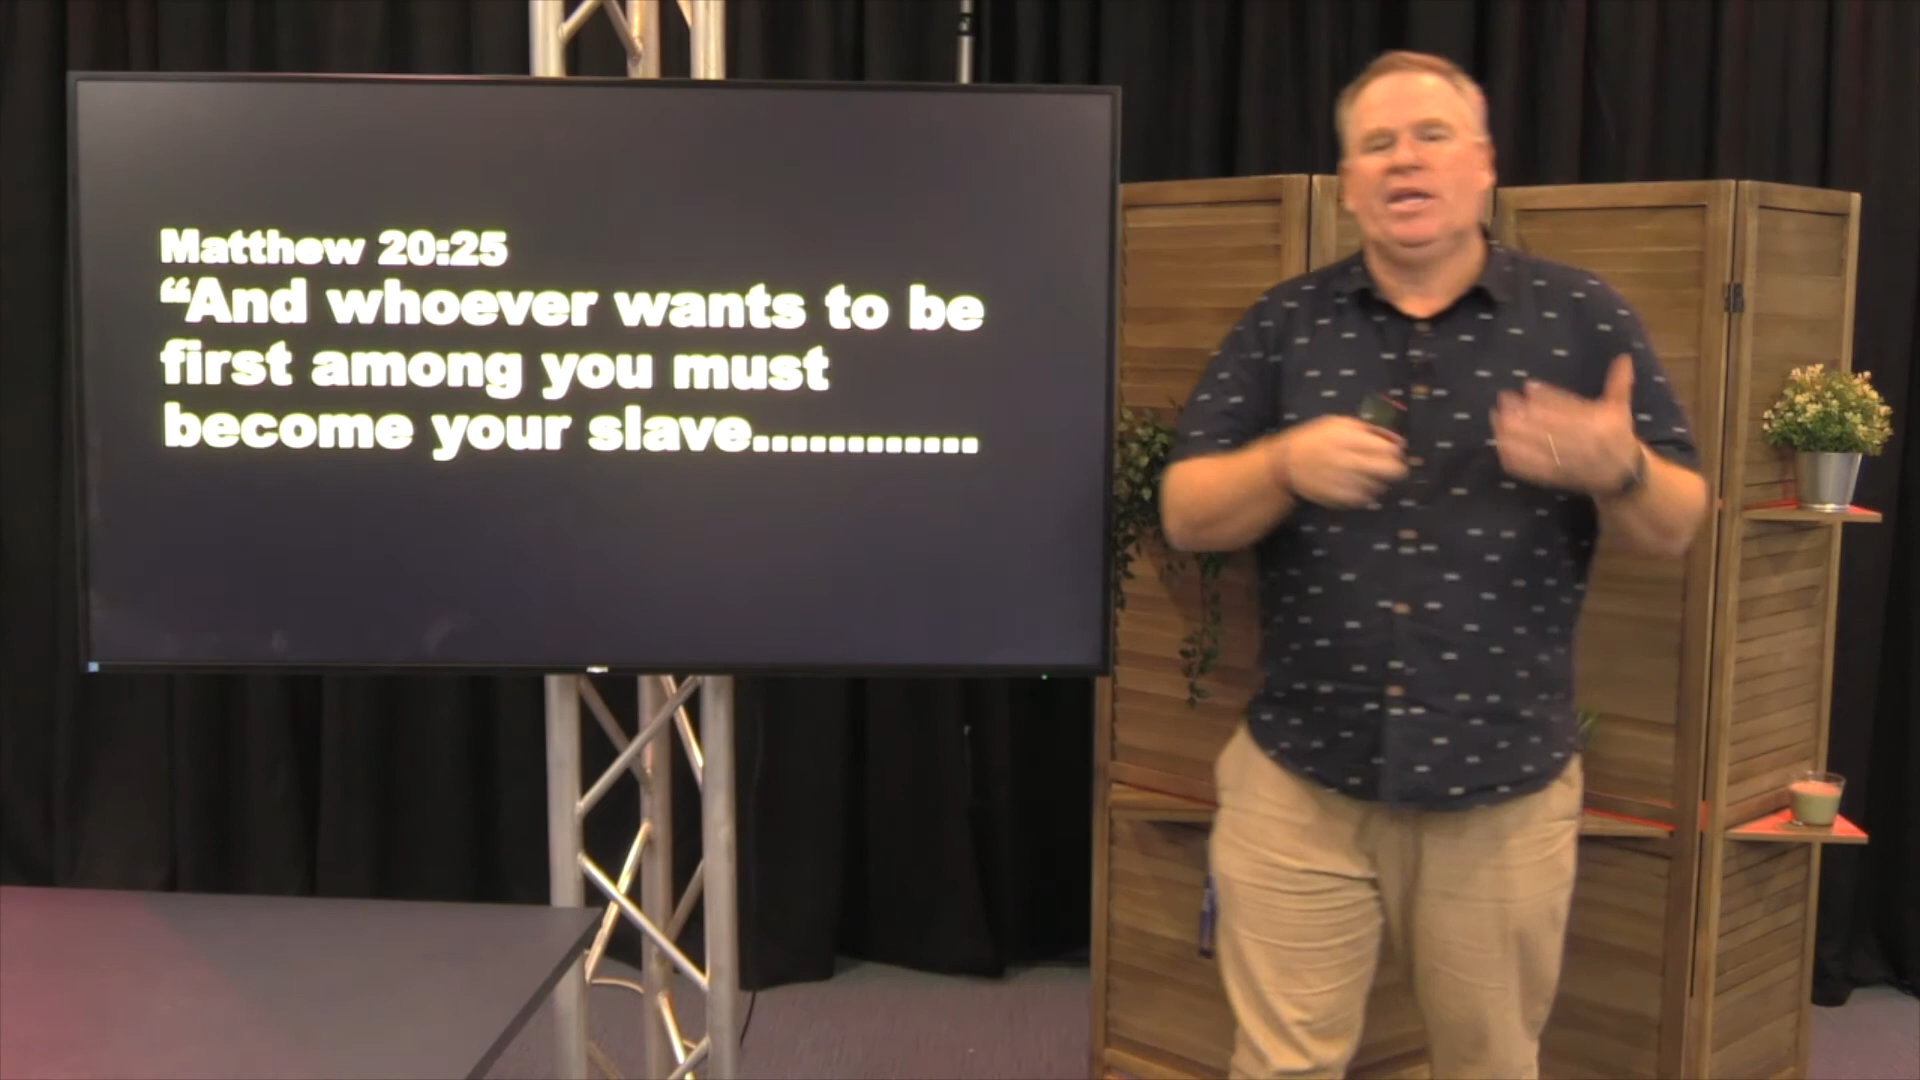 Matthew 20:25
“And whoever wants to be
first among you must
become your slave............